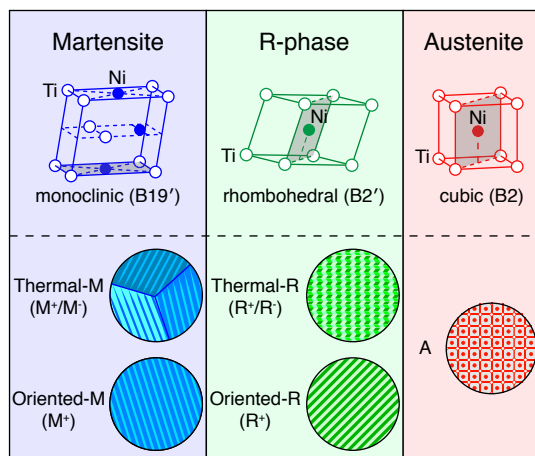 Martensite
Ni
Ti
monoclinic (B19′)
Thermal-M
(M⁺/M⁻)
Oriented-M
(M⁺)
R-phase
Ni
Ti
rhombohedral (B2′)
Thermal-R
(R⁺/R⁻)
Oriented-R
(R⁺)
Austenite
Ni
Ti
cubic (B2)
A